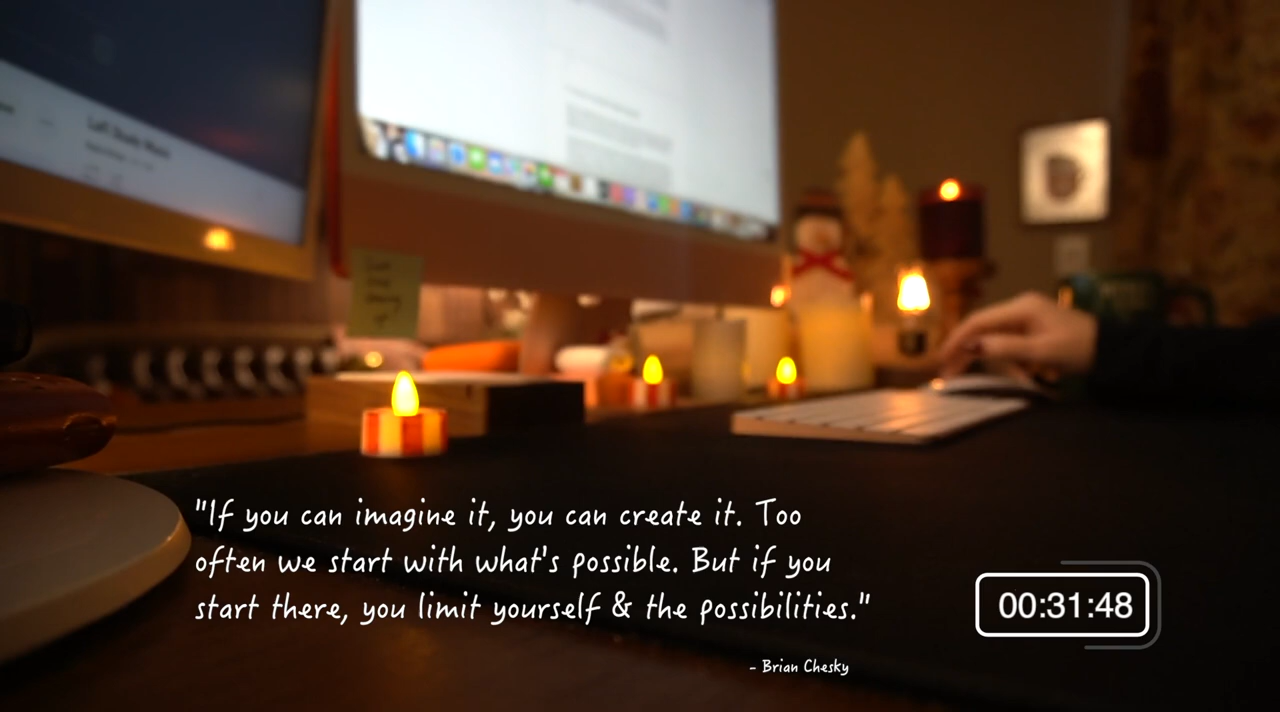 "If you can imagine it, you can create it. Too
often we start with what's possible. But if you
start there, you limit yourself & the possibilities."
- Brian Chesky
00:31:48